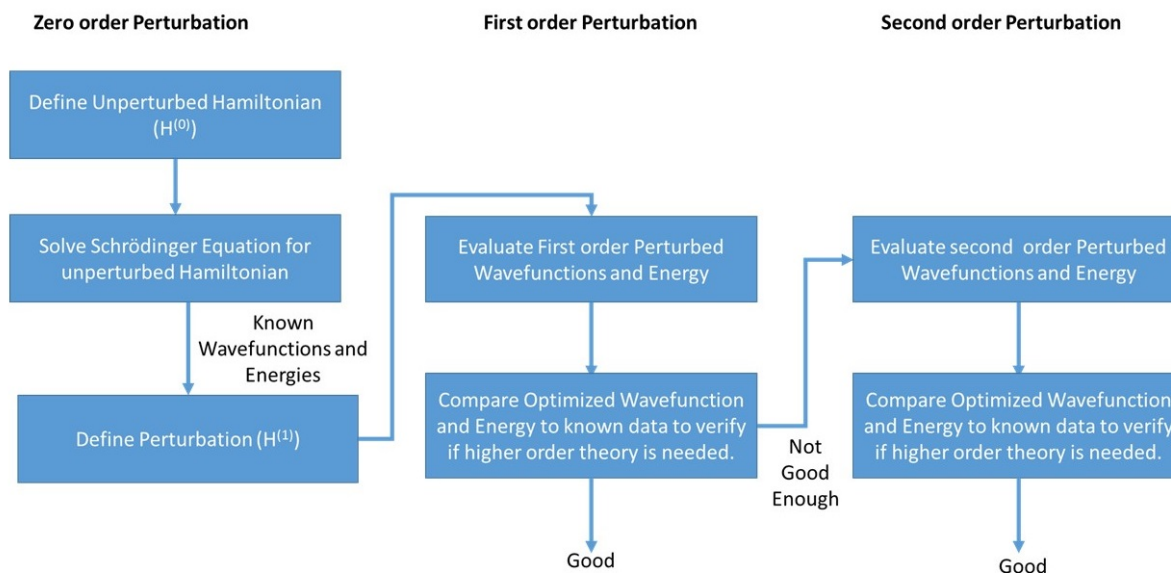 Zero order Perturbation
Define Unperturbed Hamiltonian
(H⁽⁰⁾)
Solve Schrödinger Equation for
unperturbed Hamiltonian
Known
Wavefunctions and
Energies
Define Perturbation (H⁽¹⁾)
First order Perturbation
Evaluate First order Perturbed
Wavefunctions and Energy
Compare Optimized Wavefunction
and Energy to known data to verify
if higher order theory is needed.
Good
Not
Good
Enough
Second order Perturbation
Evaluate second order Perturbed
Wavefunctions and Energy
Compare Optimized Wavefunction
and Energy to known data to verify
if higher order theory is needed.
Good